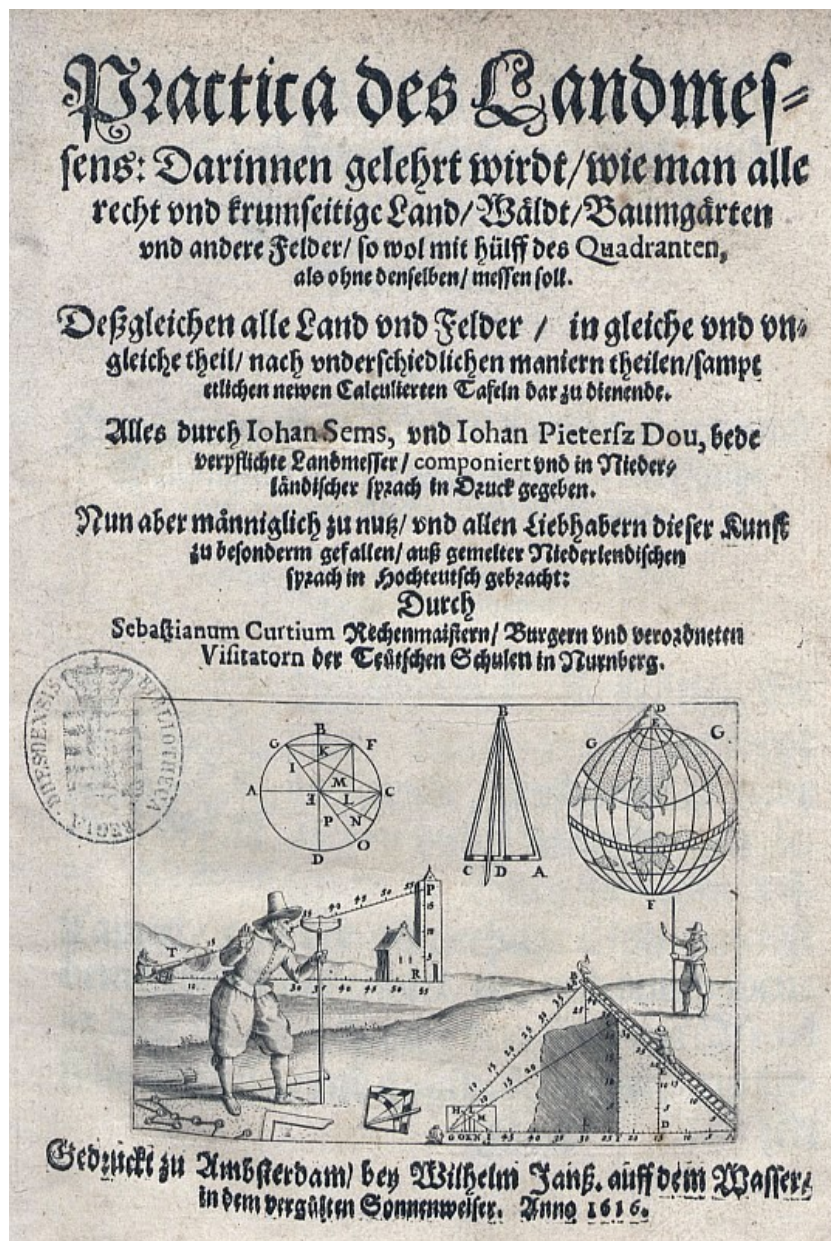 Practica des Landmeſ⸗
ſens: Darinnen gelehrt wirdt/ wie man alle
recht vnd krumſeitige Land/ Wäldt/ Baumgärten
vnd andere Felder/ ſo wol mit hülff des Quadranten,
als ohne denſelben/ meſſen ſoll.
Deßgleichen alle Land vnd Felder / in gleiche vnd vn⸗
gleiche theil/ nach vnderſchiedlichen maniern theilen/ ſampt
etlichen newen Calculierten Tafeln dar zu dienende.
Alles durch Iohan Sems, vnd Iohan Pieterſz Dou, bede
verpflichte Landmeſſer/ componiert vnd in Nieder⸗
ländiſcher ſprach in Druck gegeben.
Nun aber männiglich zu nutz/ vnd allen Liebhabern dieſer Kunſt
zu beſonderm gefallen/ auß gemelter Niederlendiſchen
ſprach in Hochteutſch gebracht:
Durch
Sebaſtianum Curtium Rechenmaiſtern/ Burgern vnd verordneten
Viſitatorn der Teütſchen Schulen in Nurnberg.
BIBLIOTHECA REGIA DRESDENSIS
B
G K F
I
A E M L C
P N O
D
B
C D A
D
E
G G
F
T
P
R
H L M
D
Gedruckt zu Ambſterdam/ bey Wilhelm Janß. auff dem Waſſer/
in dem vergülten Sonnenweiſer. Anno 1616.